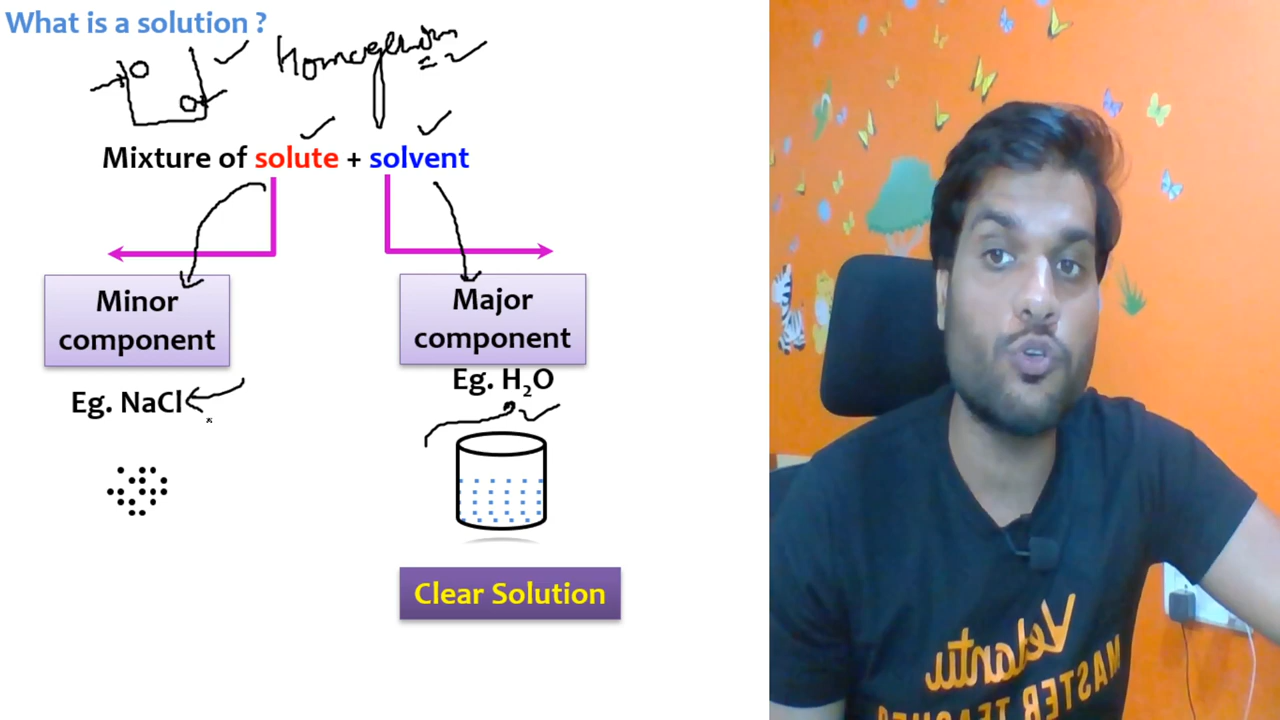 What is a solution ?
Homogenious
Mixture of solute + solvent
Minor
component
Major
component
Eg. NaCl
Eg. H₂O
Clear Solution
Vedantu
MASTER TEACHER